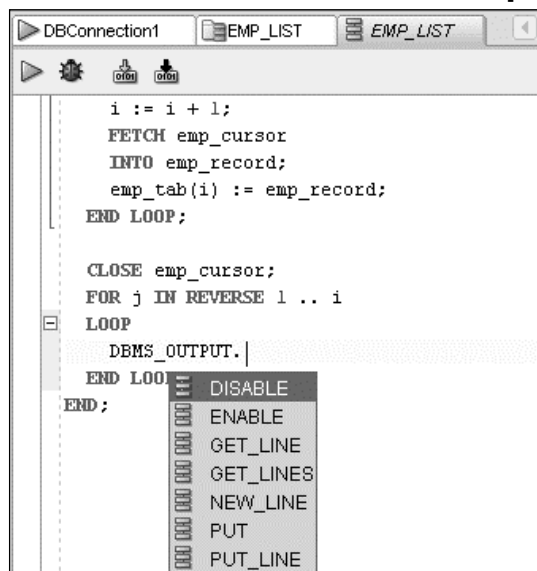 DBConnection1 EMP_LIST EMP_LIST
i := i + 1;
FETCH emp_cursor
INTO emp_record;
emp_tab(i) := emp_record;
END LOOP;
CLOSE emp_cursor;
FOR j IN REVERSE 1 .. i
LOOP
DBMS_OUTPUT.
END LOO
END;
DISABLE
ENABLE
GET_LINE
GET_LINES
NEW_LINE
PUT
PUT_LINE